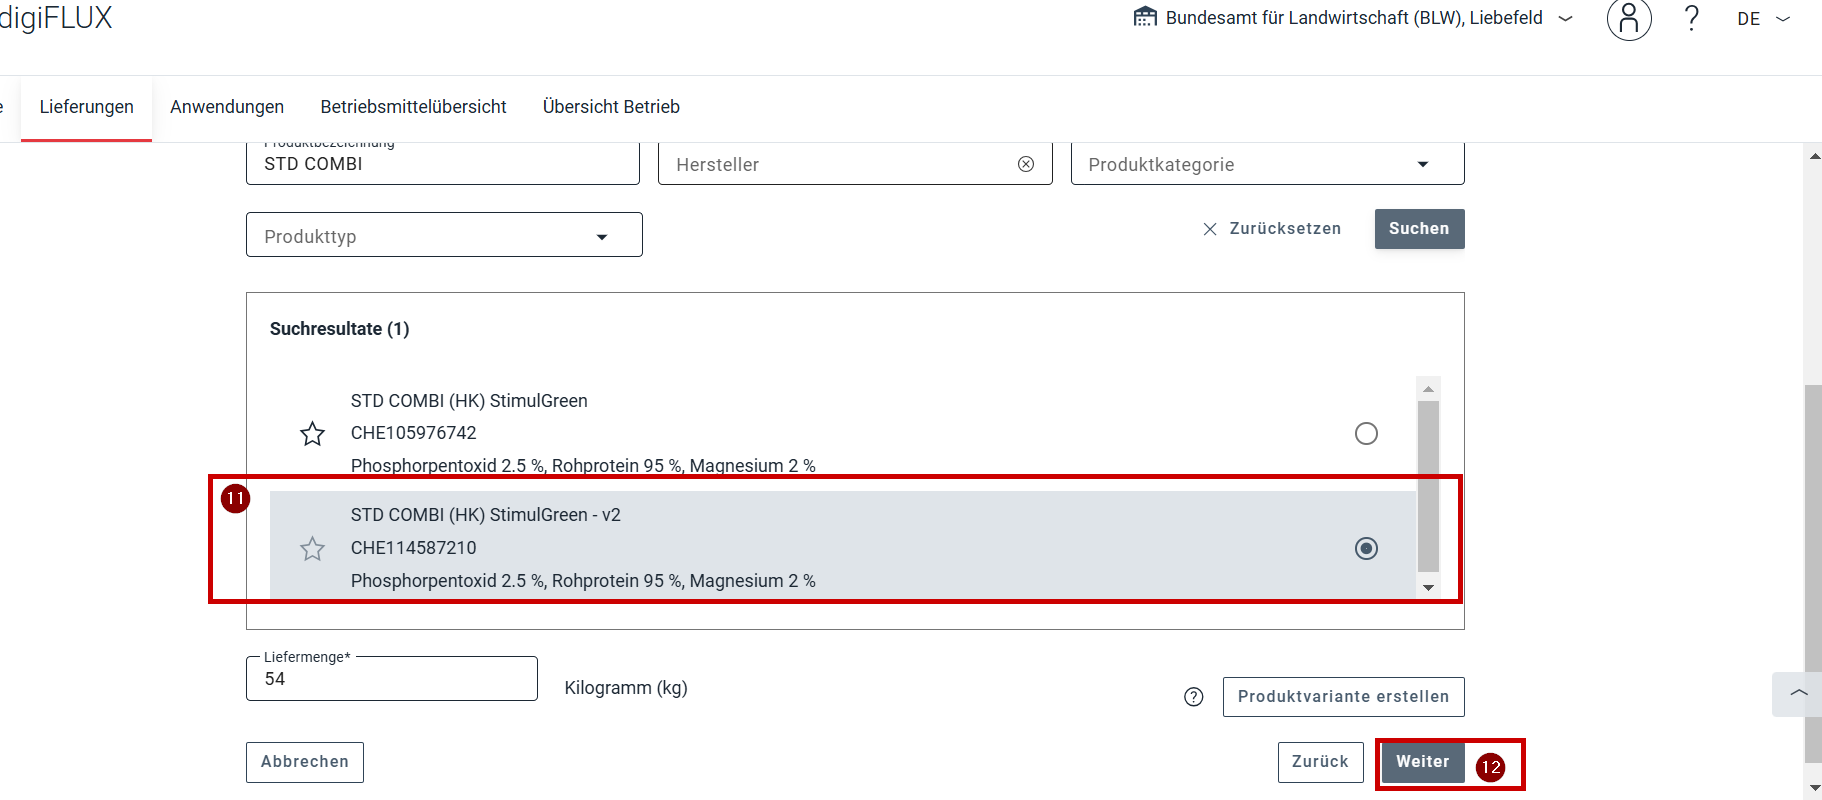 digiFLUX
Bundesamt für Landwirtschaft (BLW), Liebefeld
?
DE
e
Lieferungen
Anwendungen
Betriebsmittelübersicht
Übersicht Betrieb
Produktbezeichnung
STD COMBI
Hersteller
Produktkategorie
Produkttyp
Zurücksetzen
Suchen
Suchresultate (1)
STD COMBI (HK) StimulGreen
CHE105976742
Phosphorpentoxid 2.5 %, Rohprotein 95 %, Magnesium 2 %
11
STD COMBI (HK) StimulGreen - v2
CHE114587210
Phosphorpentoxid 2.5 %, Rohprotein 95 %, Magnesium 2 %
Liefermenge*
54
Kilogramm (kg)
?
Produktvariante erstellen
Abbrechen
Zurück
Weiter
12